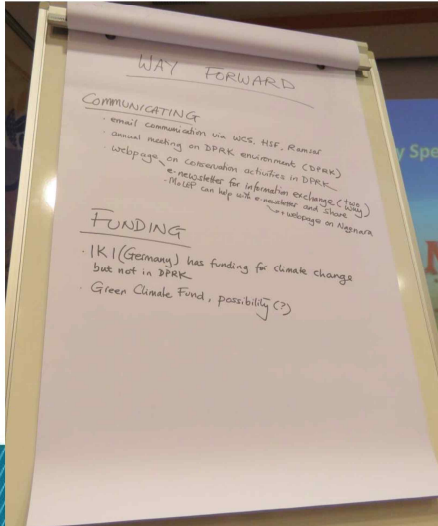 WAY FORWARD
COMMUNICATING
· email communication via WCS, HSF, Ramsar
· annual meeting on DPRK environment (DPRK)
· webpage on conservation activities in DPRK
e-newsletter for information exchange (two way)
· MoLEP can help with e-newsletter and share
+ webpage on Naenara
FUNDING
· IKI (Germany) has funding for climate change
but not in DPRK
· Green Climate Fund, possibility (?)
y Spe